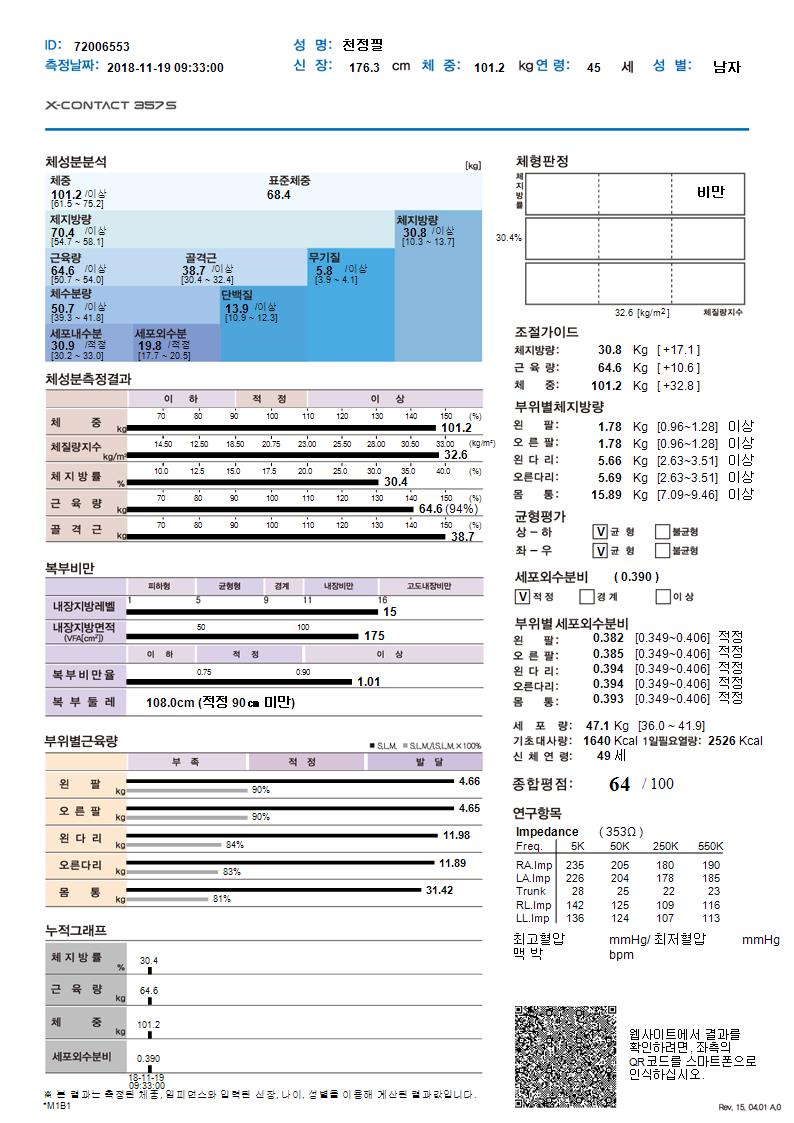 ID: 72006553 성 명: 천정필
측정날짜: 2018-11-19 09:33:00 신 장: 176.3 cm 체 중: 101.2 kg 연 령: 45 세 성 별: 남자
X-CONTACT 357S
체성분분석 [kg]
체중 표준체중
101.2 /이상 68.4
[61.5 ~ 75.2]
제지방량 체지방량
70.4 /이상 30.8 /이상
[54.7 ~ 58.1] [10.3 ~ 13.7]
근육량 골격근 무기질
64.6 /이상 38.7 /이상 5.8 /이상
[50.7 ~ 54.0] [30.4 ~ 32.4] [3.9 ~ 4.1]
체수분량 단백질
50.7 /이상 13.9 /이상
[39.3 ~ 41.8] [10.9 ~ 12.3]
세포내수분 세포외수분
30.9 /적정 19.8 /적정
[30.2 ~ 33.0] [17.7 ~ 20.5]
체성분측정결과
이 하 적 정 이 상
체 중 kg 70 80 90 100 110 120 130 140 150 (%)
101.2
체질량지수 kg/m² 14.50 12.50 18.50 20.75 23.00 25.50 28.00 30.50 33.00 (kg/m²)
32.6
체지방률 % 10.0 12.5 15.0 17.5 20.0 25.0 30.0 35.0 40.0 (%)
30.4
근 육 량 kg 70 80 90 100 110 120 130 140 150 (%)
64.6 (94%)
골 격 근 kg 70 80 90 100 110 120 130 140 150 (%)
38.7
복부비만
피하형 균형형 경계 내장비만 고도내장비만
내장지방레벨 1 5 9 11 16
15
내장지방면적 (VFA[cm²]) 50 100
175
이 하 적 정 이 상
복부비만율 0.75 0.90
1.01
복 부 둘 레 108.0cm (적정 90㎝ 미만)
부위별근육량 S.L.M. S.L.M./I.S.L.M.×100%
부 족 적 정 발 달
왼 팔 kg 4.66
90%
오 른 팔 kg 4.65
90%
왼 다 리 kg 11.98
84%
오른다리 kg 11.89
83%
몸 통 kg 31.42
81%
누적그래프
체지방률 % 30.4
근 육 량 kg 64.6
체 중 kg 101.2
세포외수분비 0.390
18-11-19
09:33:00
※ 본 결과는 측정된 체중, 임피던스와 입력된 신장, 나이, 성별을 이용해 계산된 결과값입니다.
*M1B1
체형판정
체지방률
비만
30.4%
32.6 [kg/m²] 체질량지수
조절가이드
체지방량: 30.8 Kg [ +17.1 ]
근 육 량: 64.6 Kg [ +10.6 ]
체 중: 101.2 Kg [ +32.8 ]
부위별체지방량
왼 팔: 1.78 Kg [0.96~1.28] 이상
오 른 팔: 1.78 Kg [0.96~1.28] 이상
왼 다 리: 5.66 Kg [2.63~3.51] 이상
오른다리: 5.69 Kg [2.63~3.51] 이상
몸 통: 15.89 Kg [7.09~9.46] 이상
균형평가
상 – 하 V 균 형 불균형
좌 – 우 V 균 형 불균형
세포외수분비 ( 0.390 )
V 적 정 경 계 이 상
부위별 세포외수분비
왼 팔: 0.382 [0.349~0.406] 적정
오 른 팔: 0.385 [0.349~0.406] 적정
왼 다 리: 0.394 [0.349~0.406] 적정
오른다리: 0.394 [0.349~0.406] 적정
몸 통: 0.393 [0.349~0.406] 적정
세 포 량: 47.1 Kg [36.0 ~ 41.9]
기초대사량: 1640 Kcal 1일필요열량: 2526 Kcal
신 체 연 령: 49 세
종합평점: 64 / 100
연구항목
Impedance ( 353Ω )
Freq. 5K 50K 250K 550K
RA.Imp 235 205 180 190
LA.Imp 226 204 178 185
Trunk 28 25 22 23
RL.Imp 142 125 109 116
LL.Imp 136 124 107 113
최고혈압 mmHg/ 최저혈압 mmHg
맥 박 bpm
웹사이트에서 결과를
확인하려면, 좌측의
QR코드를 스마트폰으로
인식하십시오.
Rev. 15. 04.01 A.0